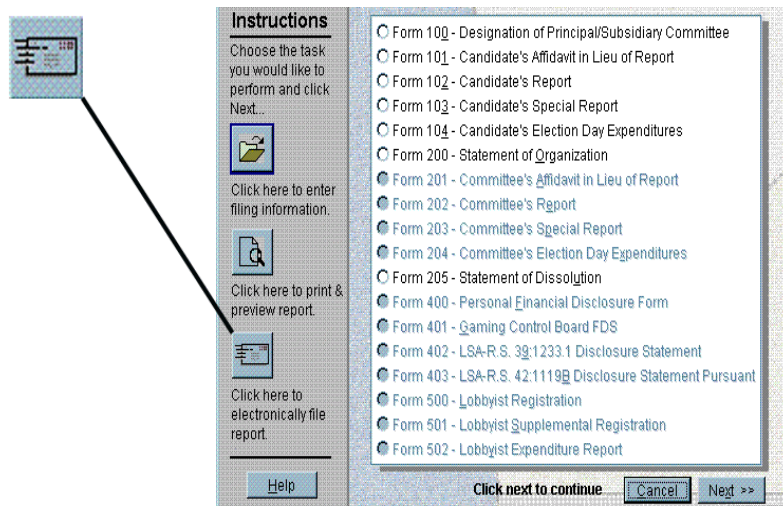 Instructions
Choose the task
you would like to
perform and click
Next...
Click here to enter
filing information.
Click here to print &
preview report.
Click here to
electronically file
report.
Help
Form 100 - Designation of Principal/Subsidiary Committee
Form 101 - Candidate's Affidavit in Lieu of Report
Form 102 - Candidate's Report
Form 103 - Candidate's Special Report
Form 104 - Candidate's Election Day Expenditures
Form 200 - Statement of Organization
Form 201 - Committee's Affidavit in Lieu of Report
Form 202 - Committee's Report
Form 203 - Committee's Special Report
Form 204 - Committee's Election Day Expenditures
Form 205 - Statement of Dissolution
Form 400 - Personal Financial Disclosure Form
Form 401 - Gaming Control Board FDS
Form 402 - LSA-R.S. 39:1233.1 Disclosure Statement
Form 403 - LSA-R.S. 42:1119B Disclosure Statement Pursuant
Form 500 - Lobbyist Registration
Form 501 - Lobbyist Supplemental Registration
Form 502 - Lobbyist Expenditure Report
Click next to continue
Cancel
Next >>